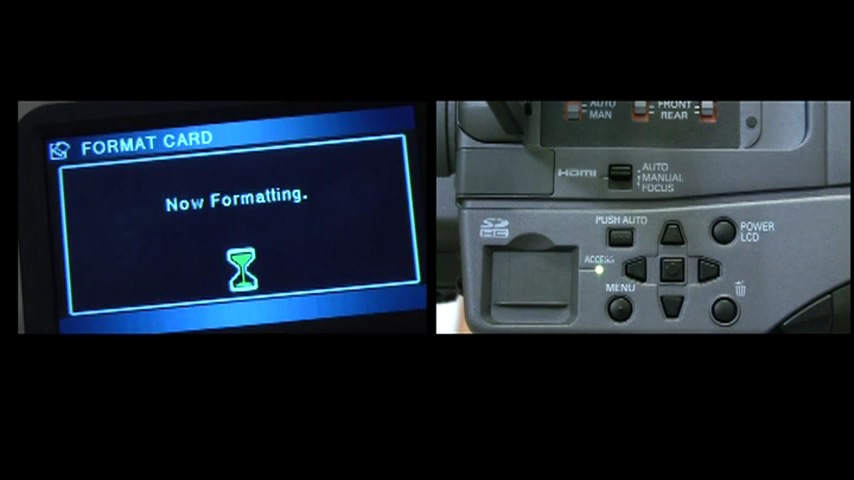 FORMAT CARD
Now Formatting.
AUTO
MAN
FRONT
REAR
HDMI
AUTO
MANUAL
FOCUS
SD
HC
PUSH AUTO
POWER
LCD
ACCESS
MENU